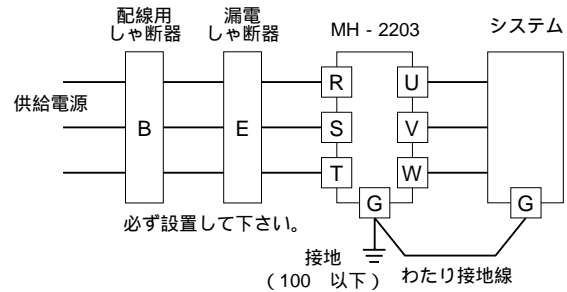 配線用
しゃ断器
漏電
しゃ断器
MH - 2203
システム
供給電源
B
E
R
S
T
U
V
W
G
G
必ず設置して下さい。
接地
（100　以下）
わたり接地線